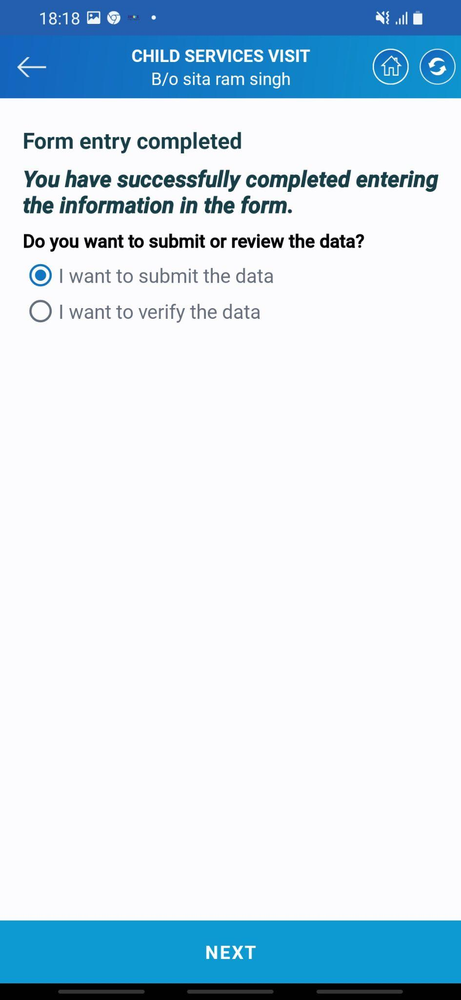 18:18
CHILD SERVICES VISIT
B/o sita ram singh
Form entry completed
You have successfully completed entering
the information in the form.
Do you want to submit or review the data?
I want to submit the data
I want to verify the data
NEXT